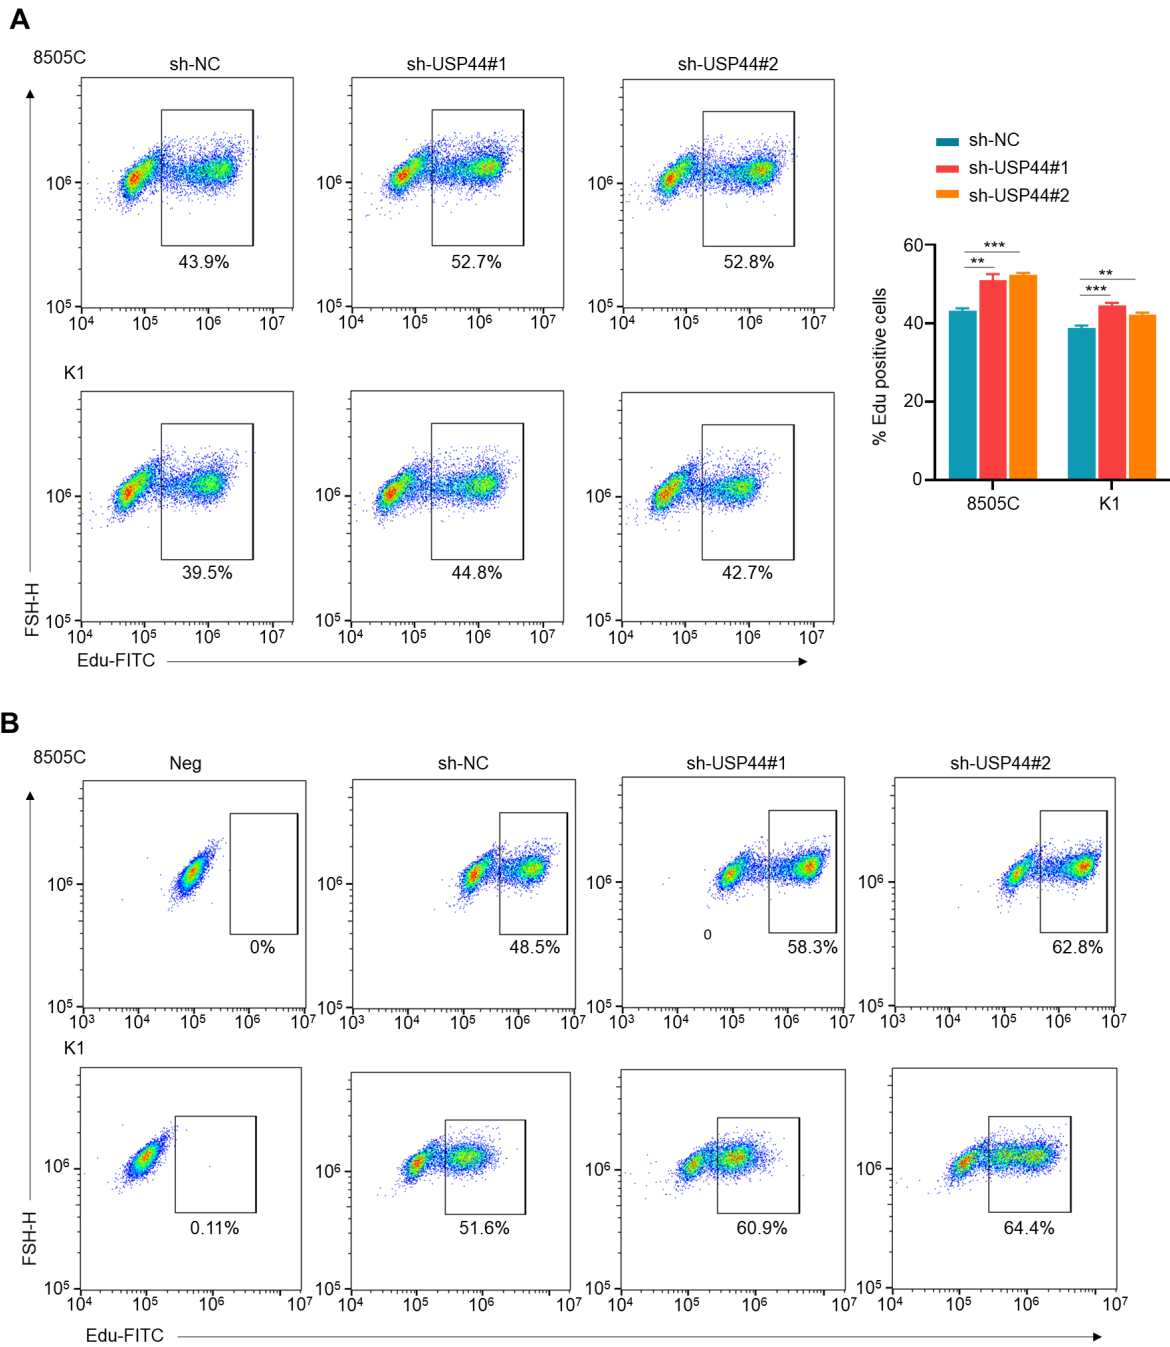 A
8505C
sh-NC
sh-USP44#1
sh-USP44#2
10⁶
10⁵
10⁴ 10⁵ 10⁶ 10⁷
43.9%
10⁶
10⁵
10⁴ 10⁵ 10⁶ 10⁷
52.7%
10⁶
10⁵
10⁴ 10⁵ 10⁶ 10⁷
52.8%
K1
10⁶
10⁵
10⁴ 10⁵ 10⁶ 10⁷
39.5%
10⁶
10⁵
10⁴ 10⁵ 10⁶ 10⁷
44.8%
10⁶
10⁵
10⁴ 10⁵ 10⁶ 10⁷
42.7%
FSH-H
Edu-FITC
sh-NC
sh-USP44#1
sh-USP44#2
% Edu positive cells
60
40
20
0
***
**
**
***
8505C
K1
B
8505C
Neg
sh-NC
sh-USP44#1
sh-USP44#2
10⁶
10⁵
10³ 10⁴ 10⁵ 10⁶ 10⁷
0%
10⁶
10⁵
10³ 10⁴ 10⁵ 10⁶ 10⁷
48.5%
10⁶
10⁵
10³ 10⁴ 10⁵ 10⁶ 10⁷
0
58.3%
10⁶
10⁵
10³ 10⁴ 10⁵ 10⁶ 10⁷
62.8%
K1
10⁶
10⁵
10⁴ 10⁵ 10⁶ 10⁷
0.11%
10⁶
10⁵
10⁴ 10⁵ 10⁶ 10⁷
51.6%
10⁶
10⁵
10⁴ 10⁵ 10⁶ 10⁷
60.9%
10⁶
10⁵
10⁴ 10⁵ 10⁶ 10⁷
64.4%
FSH-H
Edu-FITC